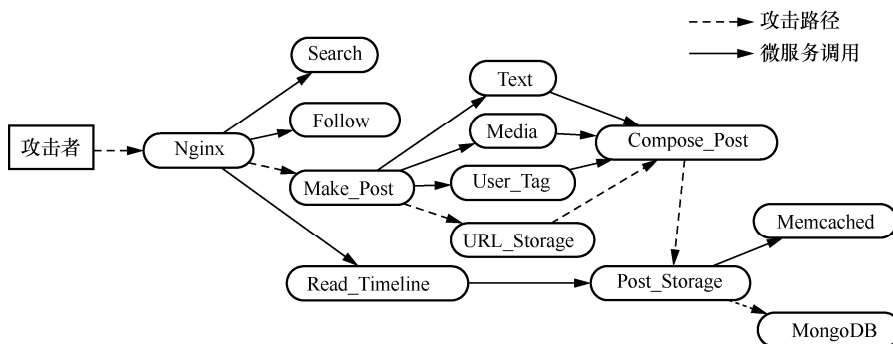 攻击路径
微服务调用
Search
Text
Follow
Media
攻击者
Nginx
Compose_Post
Make_Post
User_Tag
URL_Storage
Memcached
Read_Timeline
Post_Storage
MongoDB